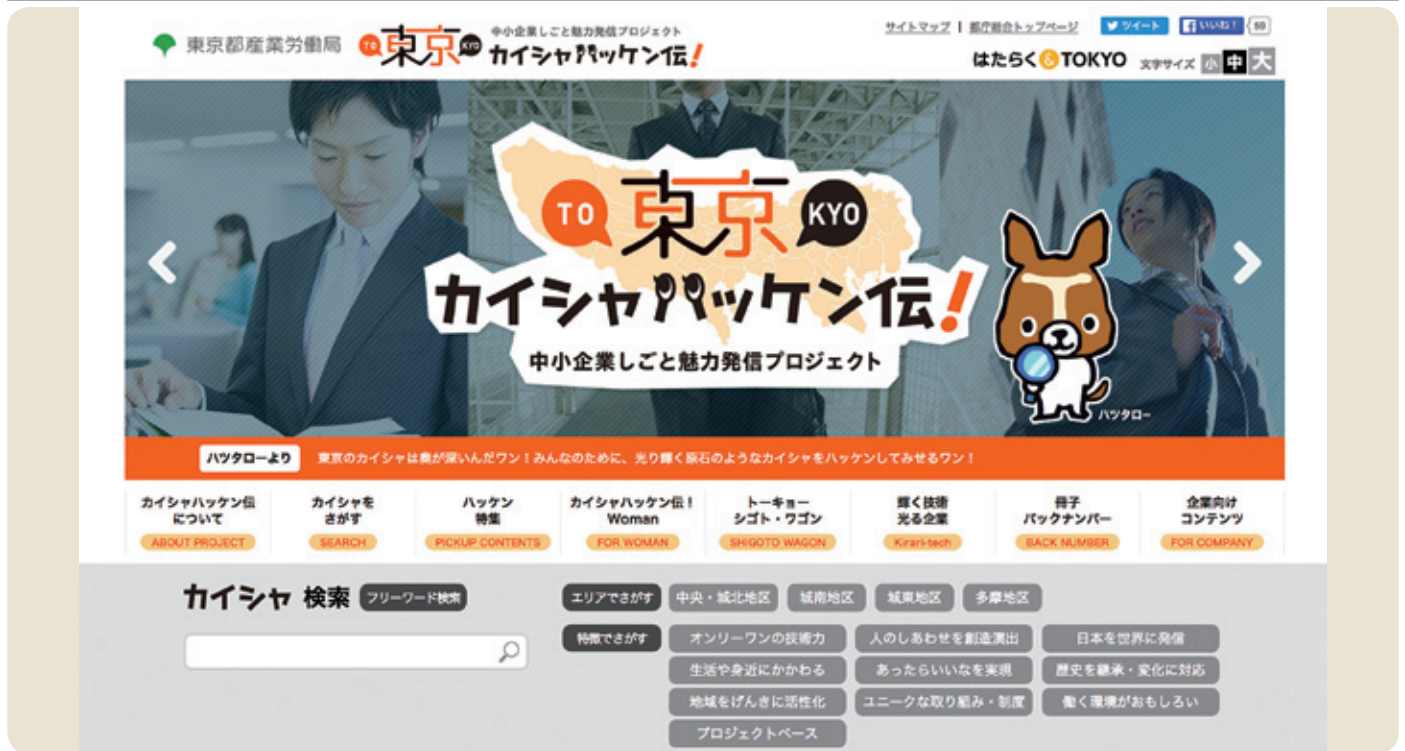 サイトマップ | 都庁総合トップページ ツイート いいね! 60
東京都産業労働局 TO東京KYO 中小企業しごと魅力発信プロジェクト
カイシャハッケン伝!
はたらく&TOKYO 文字サイズ 小 中 大
TO 東京 KYO
カイシャハッケン伝!
中小企業しごと魅力発信プロジェクト
ハツタロー
ハツタローより 東京のカイシャは奥が深いんだワン!みんなのために、光り輝く原石のようなカイシャをハッケンしてみせるワン!
カイシャハッケン伝について
ABOUT PROJECT
カイシャをさがす
SEARCH
ハッケン特集
PICKUP CONTENTS
カイシャハッケン伝!Woman
FOR WOMAN
トーキョーシゴト・ワゴン
SHIGOTO WAGON
輝く技術光る企業
Kirari-tech
冊子バックナンバー
BACK NUMBER
企業向けコンテンツ
FOR COMPANY
カイシャ 検索 フリーワード検索
エリアでさがす 中央・城北地区 城南地区 城東地区 多摩地区
特徴でさがす オンリーワンの技術力 人のしあわせを創造演出 日本を世界に発信
生活や身近にかかわる あったらいいなを実現 歴史を継承・変化に対応
地域をげんきに活性化 ユニークな取り組み・制度 働く環境がおもしろい
プロジェクトベース